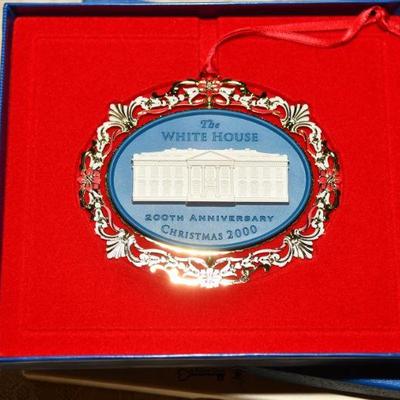 The
WHITE HOUSE
200TH ANNIVERSARY
CHRISTMAS 2000